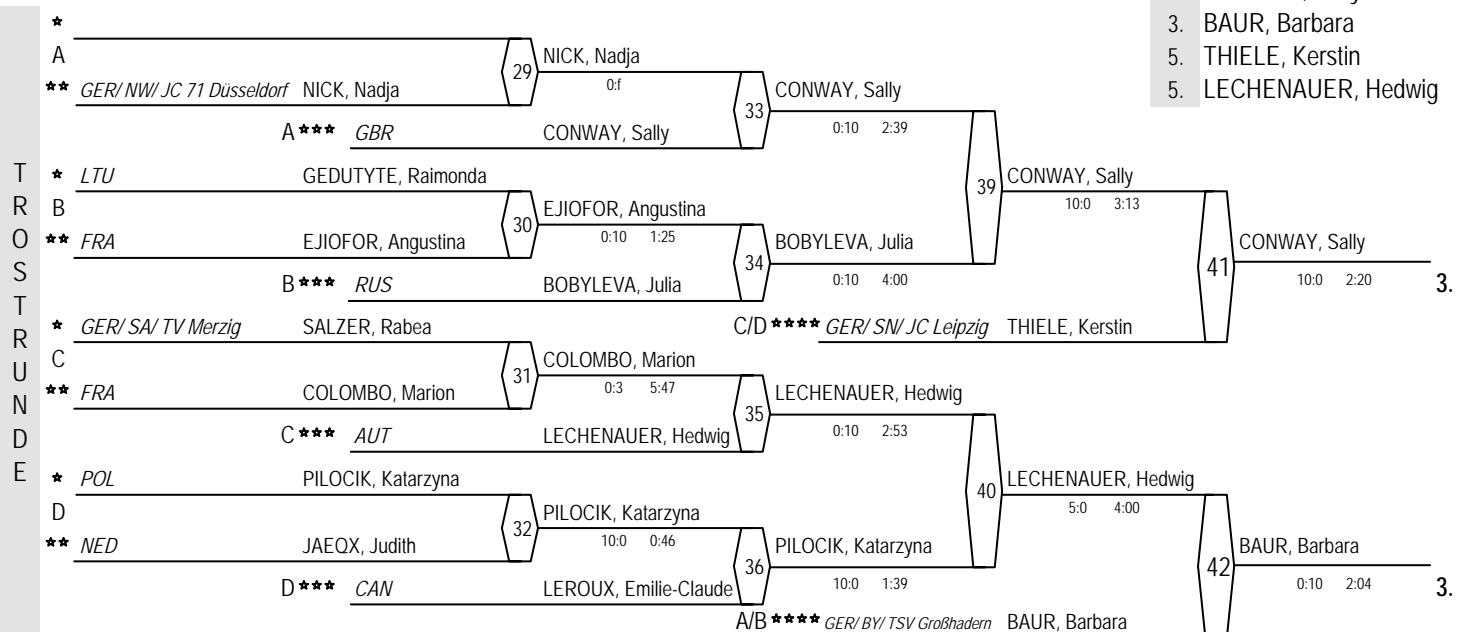 3. BAUR, Barbara
5. THIELE, Kerstin
5. LECHENAUER, Hedwig
TROSTRUNDE
A
GER/ NW/ JC 71 Düsseldorf NICK, Nadja
29
NICK, Nadja
0:f
A*** GBR CONWAY, Sally
33
CONWAY, Sally
0:10 2:39
* LTU GEDUTYTE, Raimonda
B
** FRA EJIOFOR, Angustina
30
EJIOFOR, Angustina
0:10 1:25
B*** RUS BOBYLEVA, Julia
34
BOBYLEVA, Julia
0:10 4:00
39
CONWAY, Sally
10:0 3:13
C/D**** GER/ SN/ JC Leipzig THIELE, Kerstin
41
CONWAY, Sally
10:0 2:20 3.
* GER/ SA/ TV Merzig SALZER, Rabea
C
** FRA COLOMBO, Marion
31
COLOMBO, Marion
0:3 5:47
C*** AUT LECHENAUER, Hedwig
35
LECHENAUER, Hedwig
0:10 2:53
* POL PILOCIK, Katarzyna
D
** NED JAEQX, Judith
32
PILOCIK, Katarzyna
10:0 0:46
D*** CAN LEROUX, Emilie-Claude
36
PILOCIK, Katarzyna
10:0 1:39
40
LECHENAUER, Hedwig
5:0 4:00
A/B**** GER/ BY/ TSV Großhadern BAUR, Barbara
42
BAUR, Barbara
0:10 2:04 3.